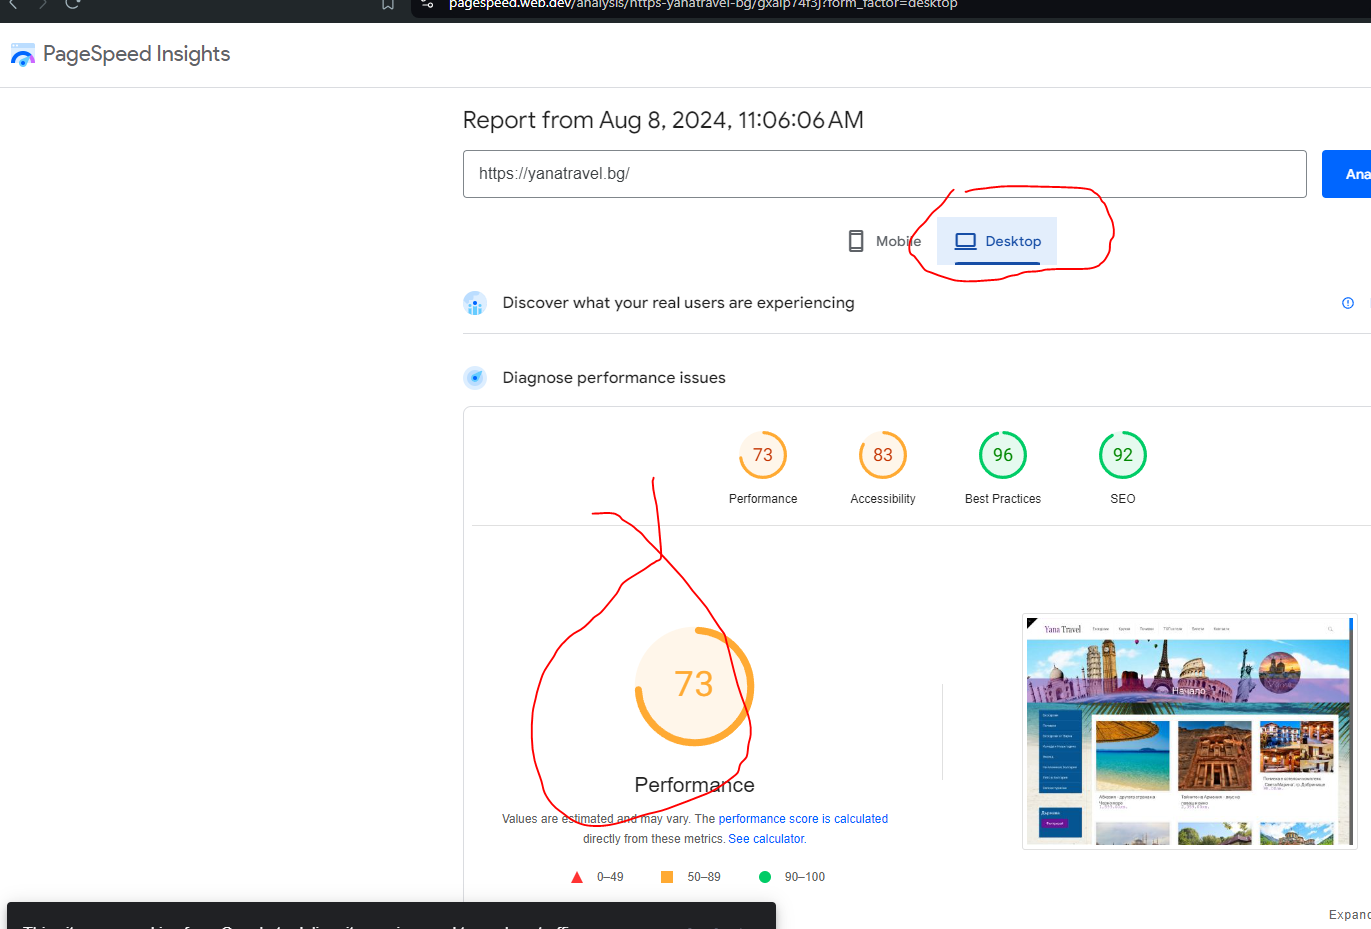 pagespeed.web.dev/analysis/https-yanatravel-bg/gxalp74f3j?form_factor=desktop
PageSpeed Insights
Report from Aug 8, 2024, 11:06:06 AM
https://yanatravel.bg/
Ana
Mobile
Desktop
Discover what your real users are experiencing
Diagnose performance issues
73
83
96
92
Performance
Accessibility
Best Practices
SEO
73
Performance
Values are estimated and may vary. The performance score is calculated
directly from these metrics. See calculator.
0–49
50–89
90–100
Yana Travel
Начало
Expand